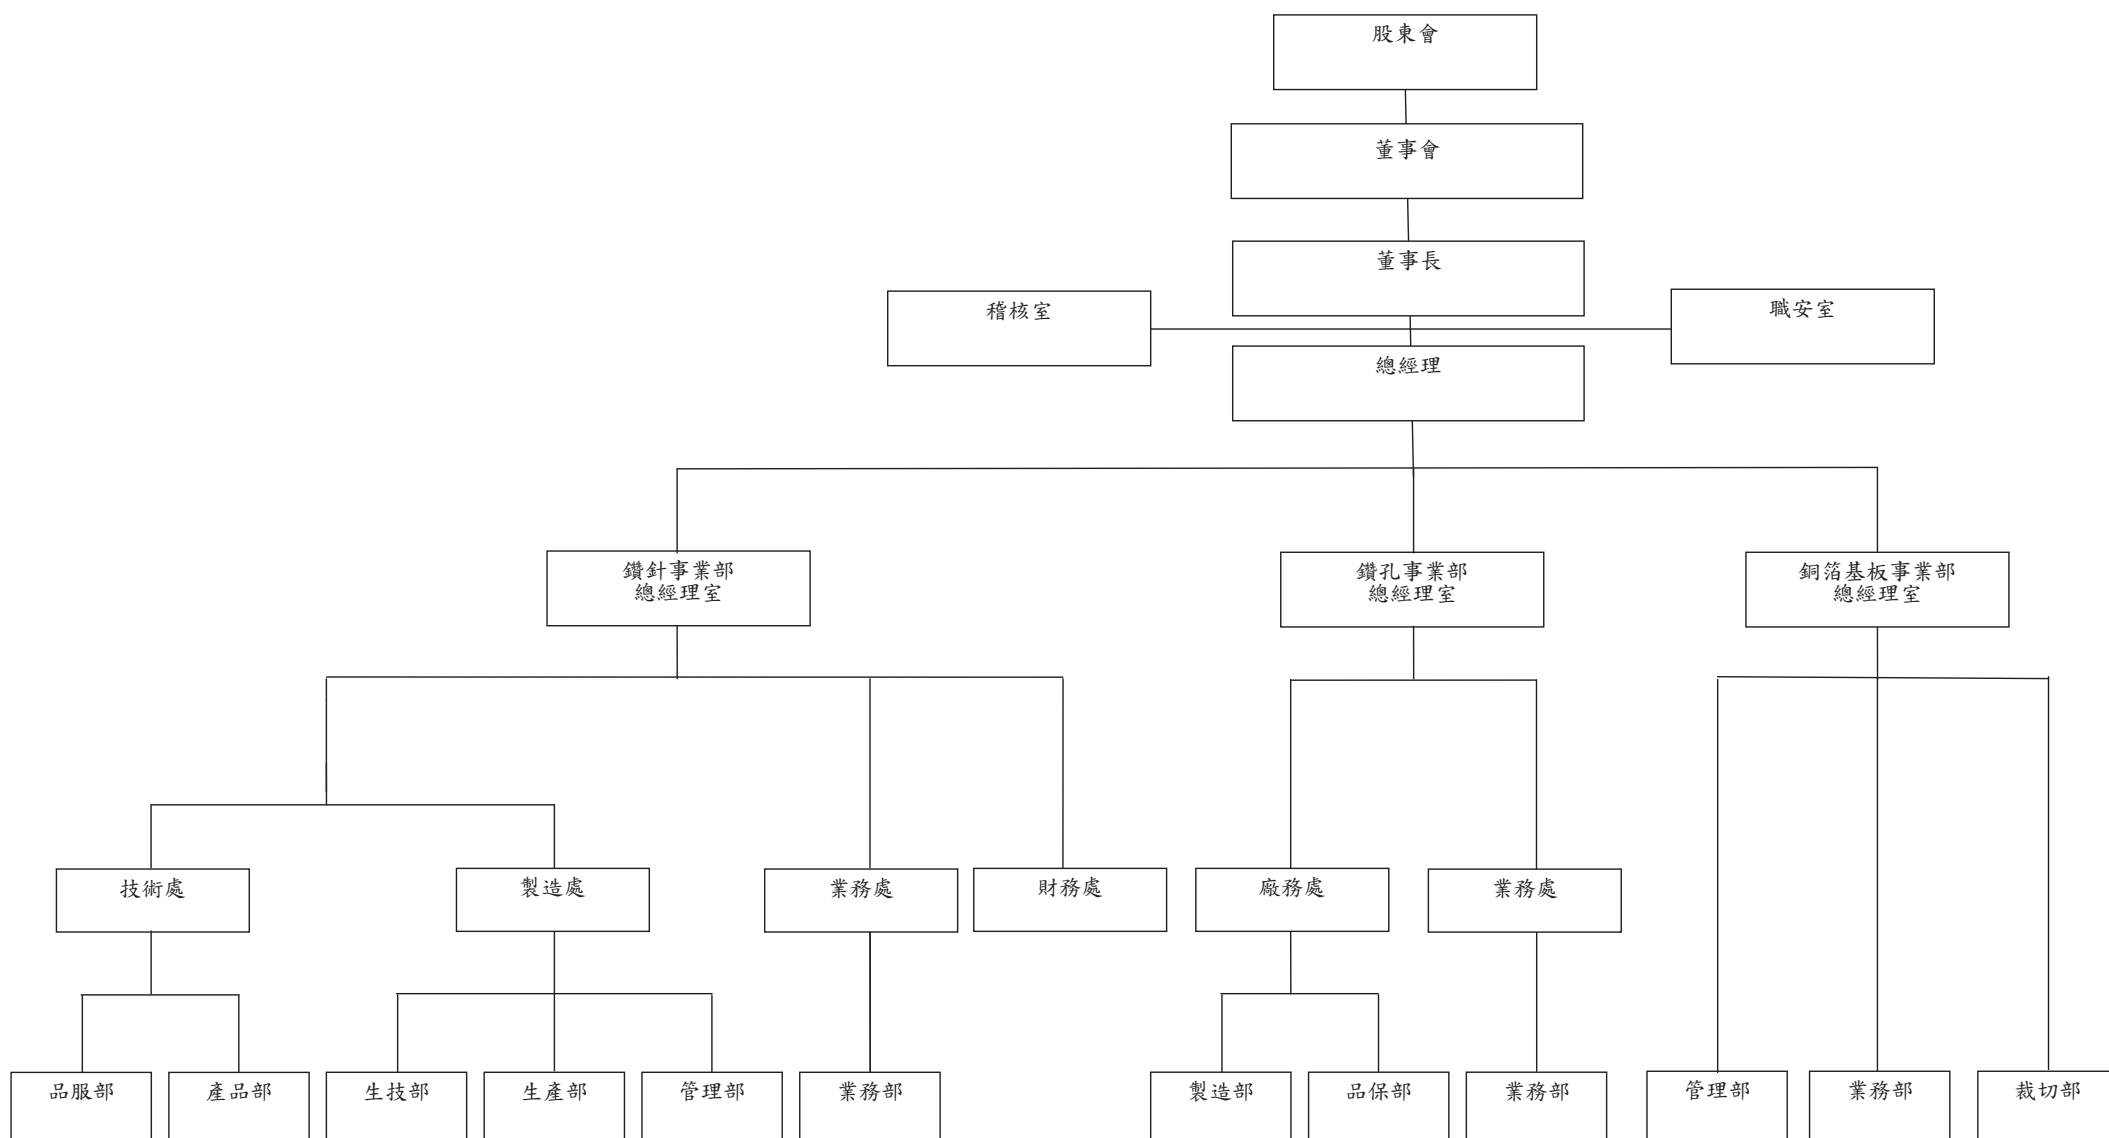 股東會
董事會
董事長
稽核室
職安室
總經理
鑽針事業部
總經理室
鑽孔事業部
總經理室
銅箔基板事業部
總經理室
技術處
製造處
業務處
財務處
廠務處
業務處
品服部
產品部
生技部
生產部
管理部
業務部
製造部
品保部
業務部
管理部
業務部
裁切部